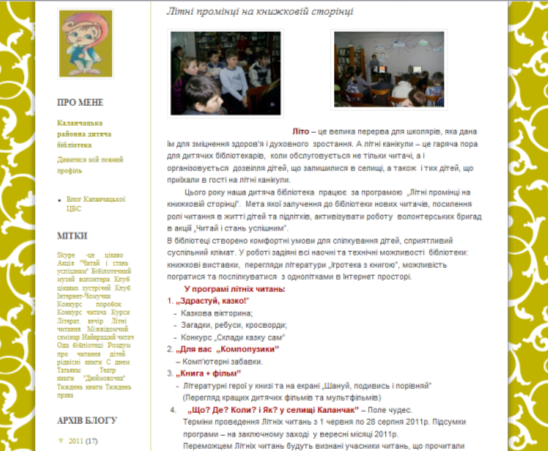 Літні промінці на книжковій сторінці
ПРО МЕНЕ
Каланчацька
районна дитяча
бібліотека
Дивитися мій повний
профіль
Блог Каланчацької
ЦБС
МІТКИ
Skype -це цікаво
Акція "Читай і стань
успішним" Бібліотечний
музей вишиванки Клуб
цікавих зустрічей Клуб
Інтернет-Чомучки
Конкурс поробок
Конкурс читача Курси
Літерат. вечір Літні
читання Міжвідомчий
семінар Найкращий читач
Ода бібліотеці Роздум
про читання дітей
рідвісні книги С днем
Татьяны Театр
книги "Дюймовочка"
Тиждень книги Тиждень
права
АРХІВ БЛОГУ
▼ 2011 (17)
Літо – це велика перерва для школярів, яка дана
їм для зміцнення здоров'я і духовного зростання. А літні канікули – це гаряча пора
для дитячих бібліотекарів, коли обслуговується не тільки читачі, а і
організовується дозвілля дітей, що залишилися в селищі, а також і тих дітей, що
приїхали в гості на літні канікули.
Цього року наша дитяча бібліотека працює за програмою „Літні промінці на
книжковій сторінці". Мета якої залучення до бібліотеки нових читачів, посилення
ролі читання в житті дітей та підлітків, активізувати роботу волонтерських бригад
в акції „Читай і стань успішним".
В бібліотеці створено комфортні умови для спілкування дітей, сприятливий
суспільний клімат. У роботі задіяні всі наочні та технічні можливості бібліотеки:
книжкові виставки, перегляди літератури „Ігротека з книгою", можливість
погратися та поспілкуватися з однолітками в Інтернет просторі.
У програмі літніх читань:
1. „Здрастуй, казко!"
- Казкова вікторина;
- Загадки, ребуси, кросворди;
- Конкурс „Склади казку сам"
2. „Для вас „Компопузики"
– Комп'ютерні забавки.
3. „Книга + фільм"
- Літературні герої у книзі та на екрані „Шануй, подивись і порівняй"
(Перегляд кращих дитячих фільмів та мультфільмів)
4. „Що? Де? Коли? і Як? у селищі Каланчак" – Поле чудес.
Терміни проведення Літніх читань з 1 червня по 28 серпня 2011р. Підсумки
програми – на заключному заході у вересні місяці 2011р.
Переможцем Літніх читань будуть визнані учасники читань, що прочитали